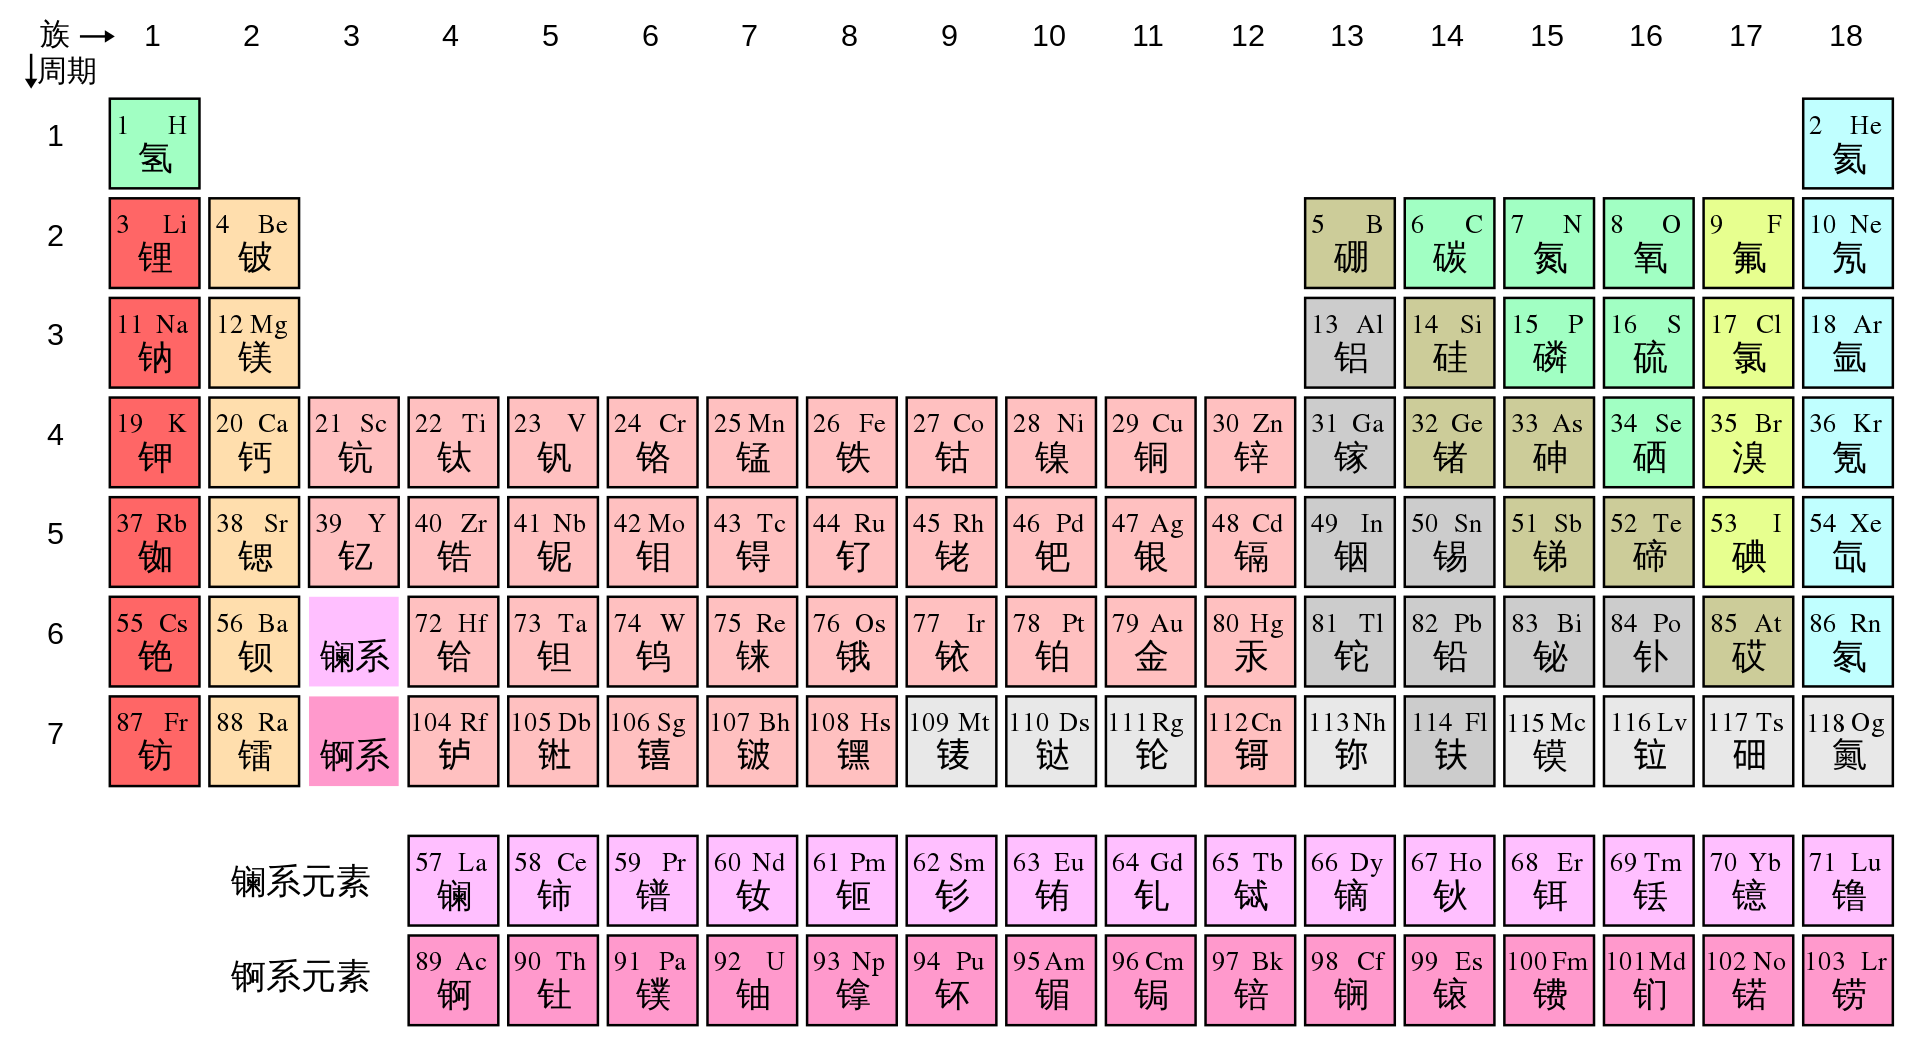 族 → 1 2 3 4 5 6 7 8 9 10 11 12 13 14 15 16 17 18
↓周期
1
1 H 2 He
氢 氦
2
3 Li 4 Be 5 B 6 C 7 N 8 O 9 F 10 Ne
锂 铍 硼 碳 氮 氧 氟 氖
3
11 Na 12 Mg 13 Al 14 Si 15 P 16 S 17 Cl 18 Ar
钠 镁 铝 硅 磷 硫 氯 氩
4
19 K 20 Ca 21 Sc 22 Ti 23 V 24 Cr 25 Mn 26 Fe 27 Co 28 Ni 29 Cu 30 Zn 31 Ga 32 Ge 33 As 34 Se 35 Br 36 Kr
钾 钙 钪 钛 钒 铬 锰 铁 钴 镍 铜 锌 镓 锗 砷 硒 溴 氪
5
37 Rb 38 Sr 39 Y 40 Zr 41 Nb 42 Mo 43 Tc 44 Ru 45 Rh 46 Pd 47 Ag 48 Cd 49 In 50 Sn 51 Sb 52 Te 53 I 54 Xe
铷 锶 钇 锆 铌 钼 锝 钌 铑 钯 银 镉 铟 锡 锑 碲 碘 氙
6
55 Cs 56 Ba 72 Hf 73 Ta 74 W 75 Re 76 Os 77 Ir 78 Pt 79 Au 80 Hg 81 Tl 82 Pb 83 Bi 84 Po 85 At 86 Rn
铯 钡 镧系 铪 钽 钨 铼 锇 铱 铂 金 汞 铊 铅 铋 钋 砹 氡
7
87 Fr 88 Ra 104 Rf 105 Db 106 Sg 107 Bh 108 Hs 109 Mt 110 Ds 111 Rg 112 Cn 113 Nh 114 Fl 115 Mc 116 Lv 117 Ts 118 Og
钫 镭 锕系 𬬻 𬭊 𬭳 𬭛 𬭶 鿏 𫟼 𬬭 鿔 鿭 𫓧 镆 𫟷 鿬 鿫
57 La 58 Ce 59 Pr 60 Nd 61 Pm 62 Sm 63 Eu 64 Gd 65 Tb 66 Dy 67 Ho 68 Er 69 Tm 70 Yb 71 Lu
镧系元素 镧 铈 镨 钕 钷 钐 铕 钆 铽 镝 钬 铒 铥 镱 镥
89 Ac 90 Th 91 Pa 92 U 93 Np 94 Pu 95 Am 96 Cm 97 Bk 98 Cf 99 Es 100 Fm 101 Md 102 No 103 Lr
锕系元素 锕 钍 镤 铀 镎 钚 镅 锔 锫 锎 锿 镄 钔 锘 铹